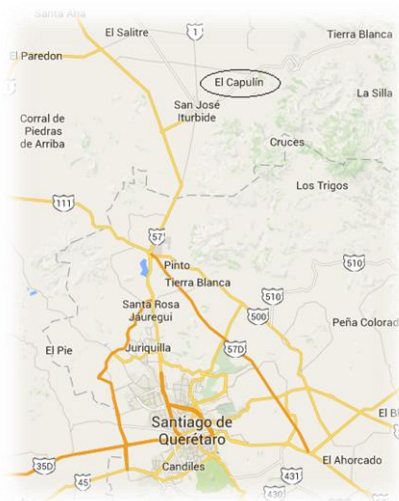 Santa Ana
El Salitre
1
Tierra Blanca
El Paredon
El Capulín
La Silla
San José
Iturbide
Corral de
Piedras
de Arriba
Cruces
Los Trigos
111
57
Pinto
510
Tierra Blanca
510
Santa Rosa
Jauregui
500
Peña Colorad
El Pie
Juriquilla
57D
Santiago de
Querétaro
El Bl
35D
Candiles
El Ahorcado
45
431
430